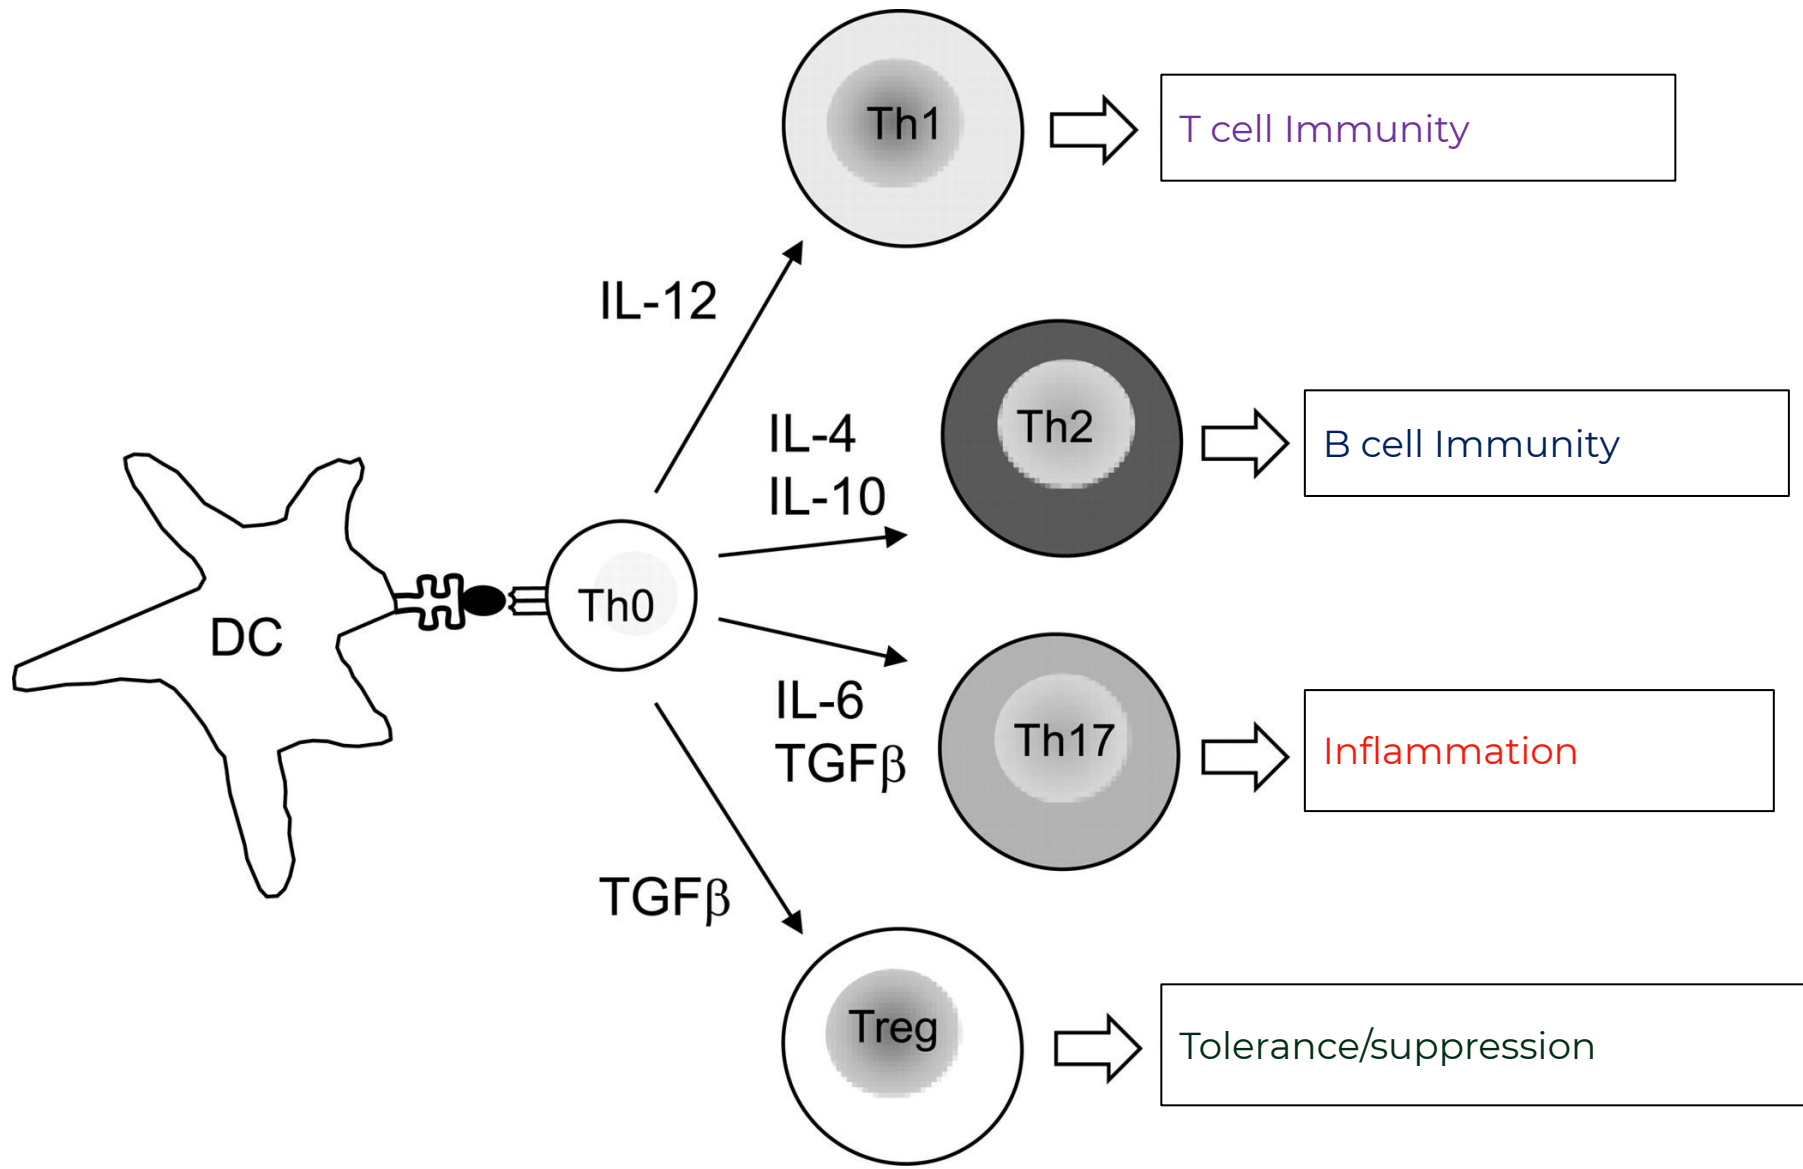 Th1
T cell Immunity
IL-12
IL-4
IL-10
Th2
B cell Immunity
DC
Th0
IL-6
TGFβ
Th17
Inflammation
TGFβ
Treg
Tolerance/suppression